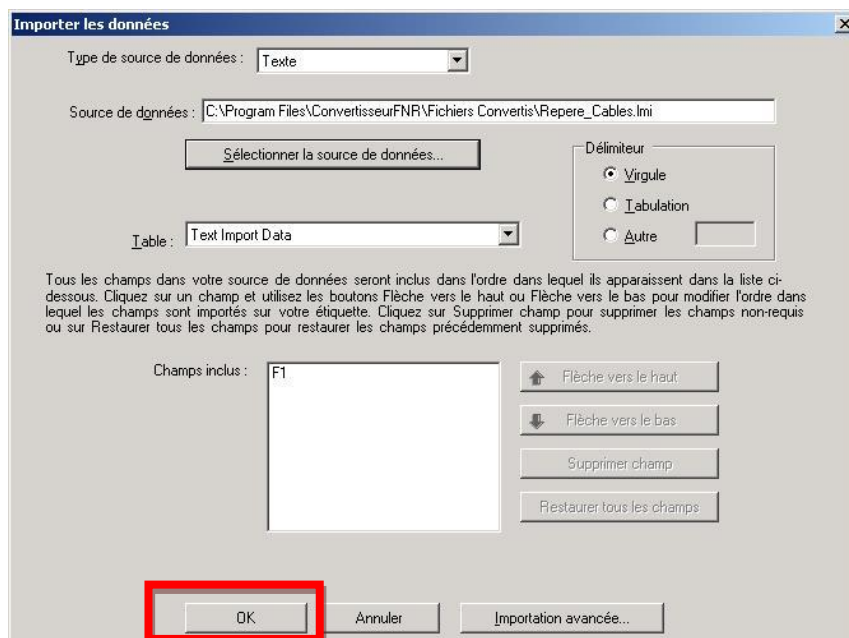 Importer les données
Type de source de données :
Texte
Source de données :
C:\Program Files\ConvertisseurFNR\Fichiers Convertis\Repere_Cables.lmi
Sélectionner la source de données...
Délimiteur
Virgule
Tabulation
Autre
Table :
Text Import Data
Tous les champs dans votre source de données seront inclus dans l'ordre dans lequel ils apparaissent dans la liste ci-
dessous. Cliquez sur un champ et utilisez les boutons Flèche vers le haut ou Flèche vers le bas pour modifier l'ordre dans
lequel les champs sont importés sur votre étiquette. Cliquez sur Supprimer champ pour supprimer les champs non-requis
ou sur Restaurer tous les champs pour restaurer les champs précédemment supprimés.
Champs inclus :
F1
Flèche vers le haut
Flèche vers le bas
Supprimer champ
Restaurer tous les champs
OK
Annuler
Importation avancée...